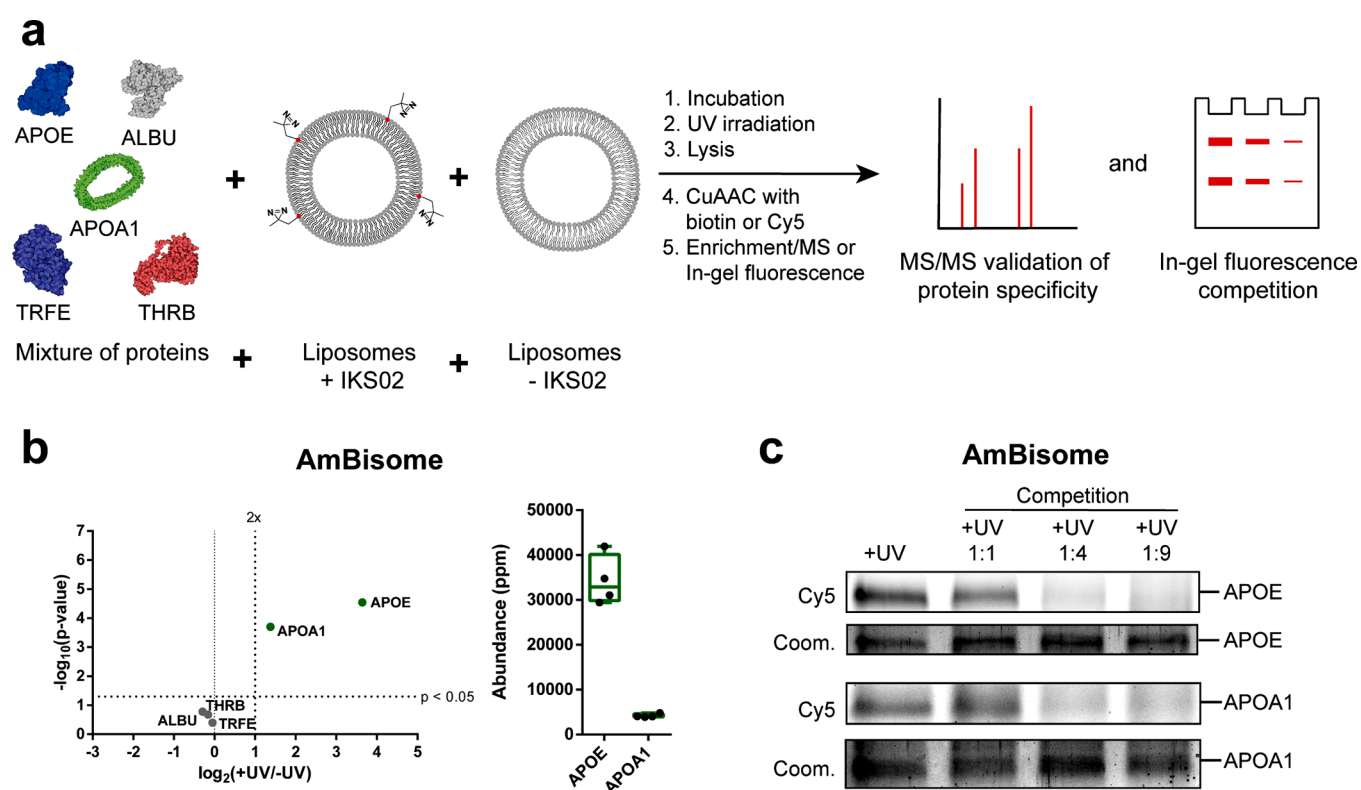 a
APOE
ALBU
APOA1
TRFE
THRB
Mixture of proteins
+
+
N=N
N=N
N=N
N=N
Liposomes
+ IKS02
+
+
Liposomes
- IKS02
1. Incubation
2. UV irradiation
3. Lysis
4. CuAAC with
biotin or Cy5
5. Enrichment/MS or
In-gel fluorescence
MS/MS validation of
protein specificity
and
In-gel fluorescence
competition
b
AmBisome
2x
7
6
5
4
3
2
1
0
-log10(p-value)
APOE
APOA1
p < 0.05
THRB
ALBU
TRFE
-3 -2 -1 0 1 2 3 4 5
log2(+UV/-UV)
50000
40000
30000
20000
10000
0
Abundance (ppm)
APOE
APOA1
c
AmBisome
Competition
+UV
+UV
1:1
+UV
1:4
+UV
1:9
Cy5
APOE
Coom.
APOE
Cy5
APOA1
Coom.
APOA1